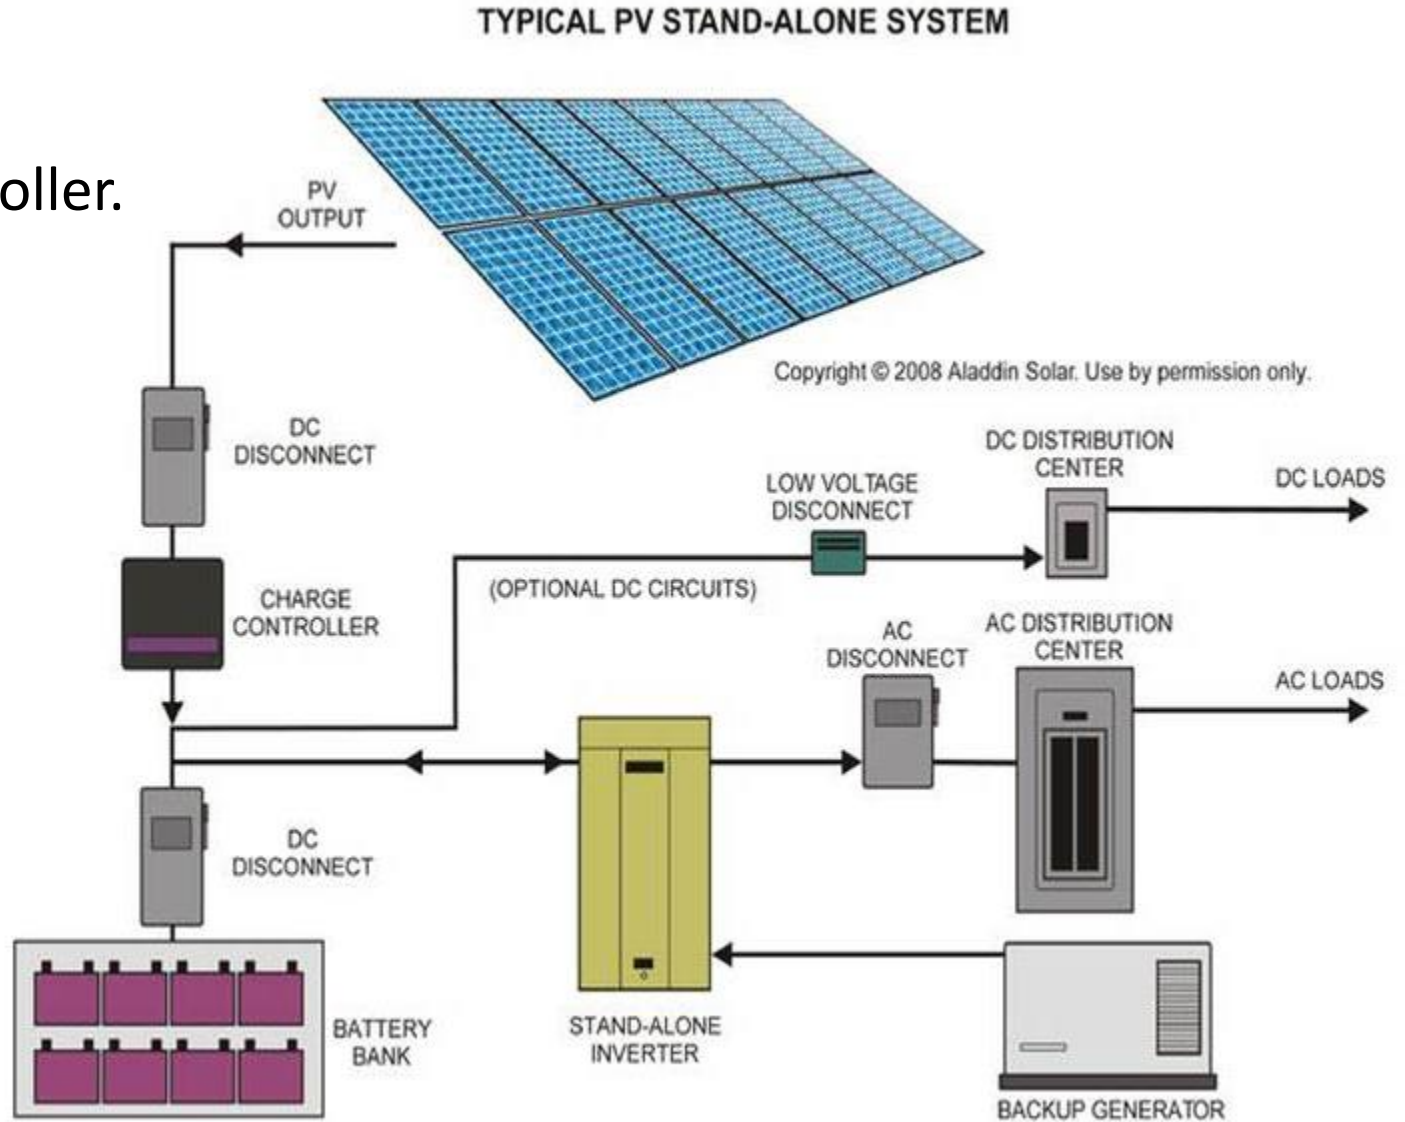 TYPICAL PV STAND-ALONE SYSTEM
oller.
PV
OUTPUT
Copyright © 2008 Aladdin Solar. Use by permission only.
DC
DISCONNECT
LOW VOLTAGE
DISCONNECT
DC DISTRIBUTION
CENTER
DC LOADS
(OPTIONAL DC CIRCUITS)
CHARGE
CONTROLLER
AC
DISCONNECT
AC DISTRIBUTION
CENTER
AC LOADS
DC
DISCONNECT
BATTERY
BANK
STAND-ALONE
INVERTER
BACKUP GENERATOR